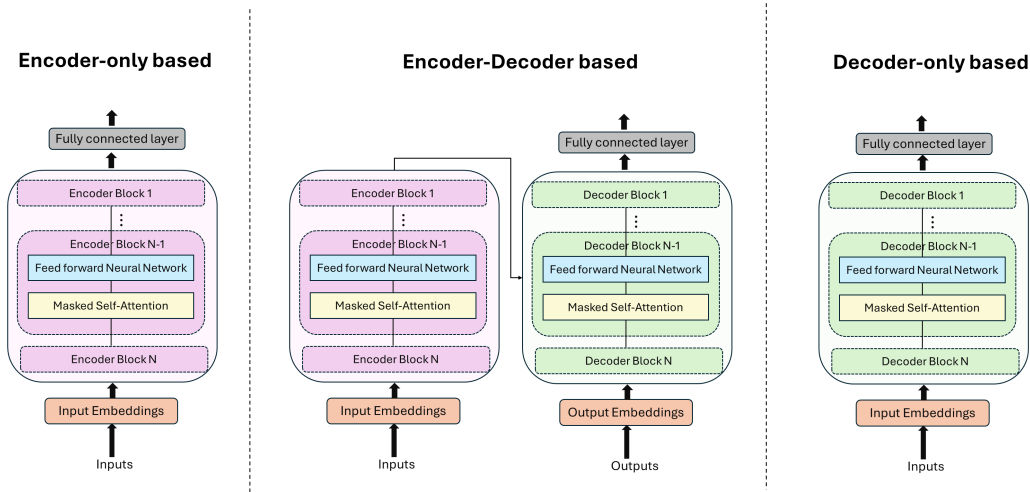 Encoder-only based
Fully connected layer
Encoder Block 1
Encoder Block N-1
Feed forward Neural Network
Masked Self-Attention
Encoder Block N
Input Embeddings
Inputs
Encoder-Decoder based
Encoder Block 1
Encoder Block N-1
Feed forward Neural Network
Masked Self-Attention
Encoder Block N
Input Embeddings
Inputs
Fully connected layer
Decoder Block 1
Decoder Block N-1
Feed forward Neural Network
Masked Self-Attention
Decoder Block N
Output Embeddings
Outputs
Decoder-only based
Fully connected layer
Decoder Block 1
Decoder Block N-1
Feed forward Neural Network
Masked Self-Attention
Decoder Block N
Input Embeddings
Inputs